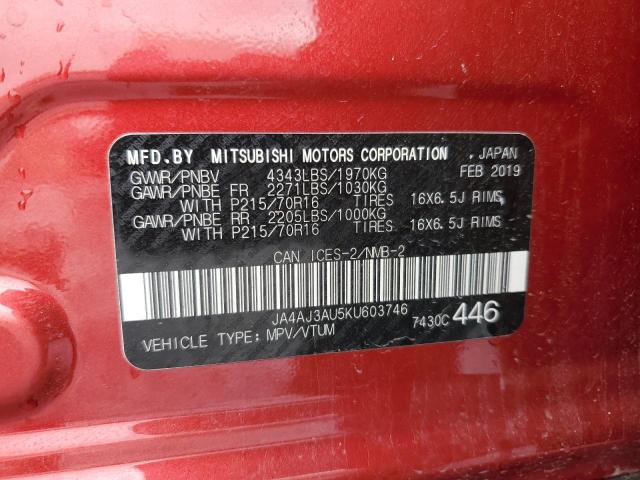 MFD.BY MITSUBISHI MOTORS CORPORATION , JAPAN
GVWR/PNBV 4343LBS/1970KG FEB 2019
GAWR/PNBE FR 2271LBS/1030KG
WITH P215/70R16 TIRES 16X6.5J RIMS
GAWR/PNBE RR 2205LBS/1000KG
WITH P215/70R16 TIRES 16X6.5J RIMS
CAN ICES-2/NMB-2
JA4AJ3AU5KU603746
VEHICLE TYPE: MPV/VTUM 7430C 446